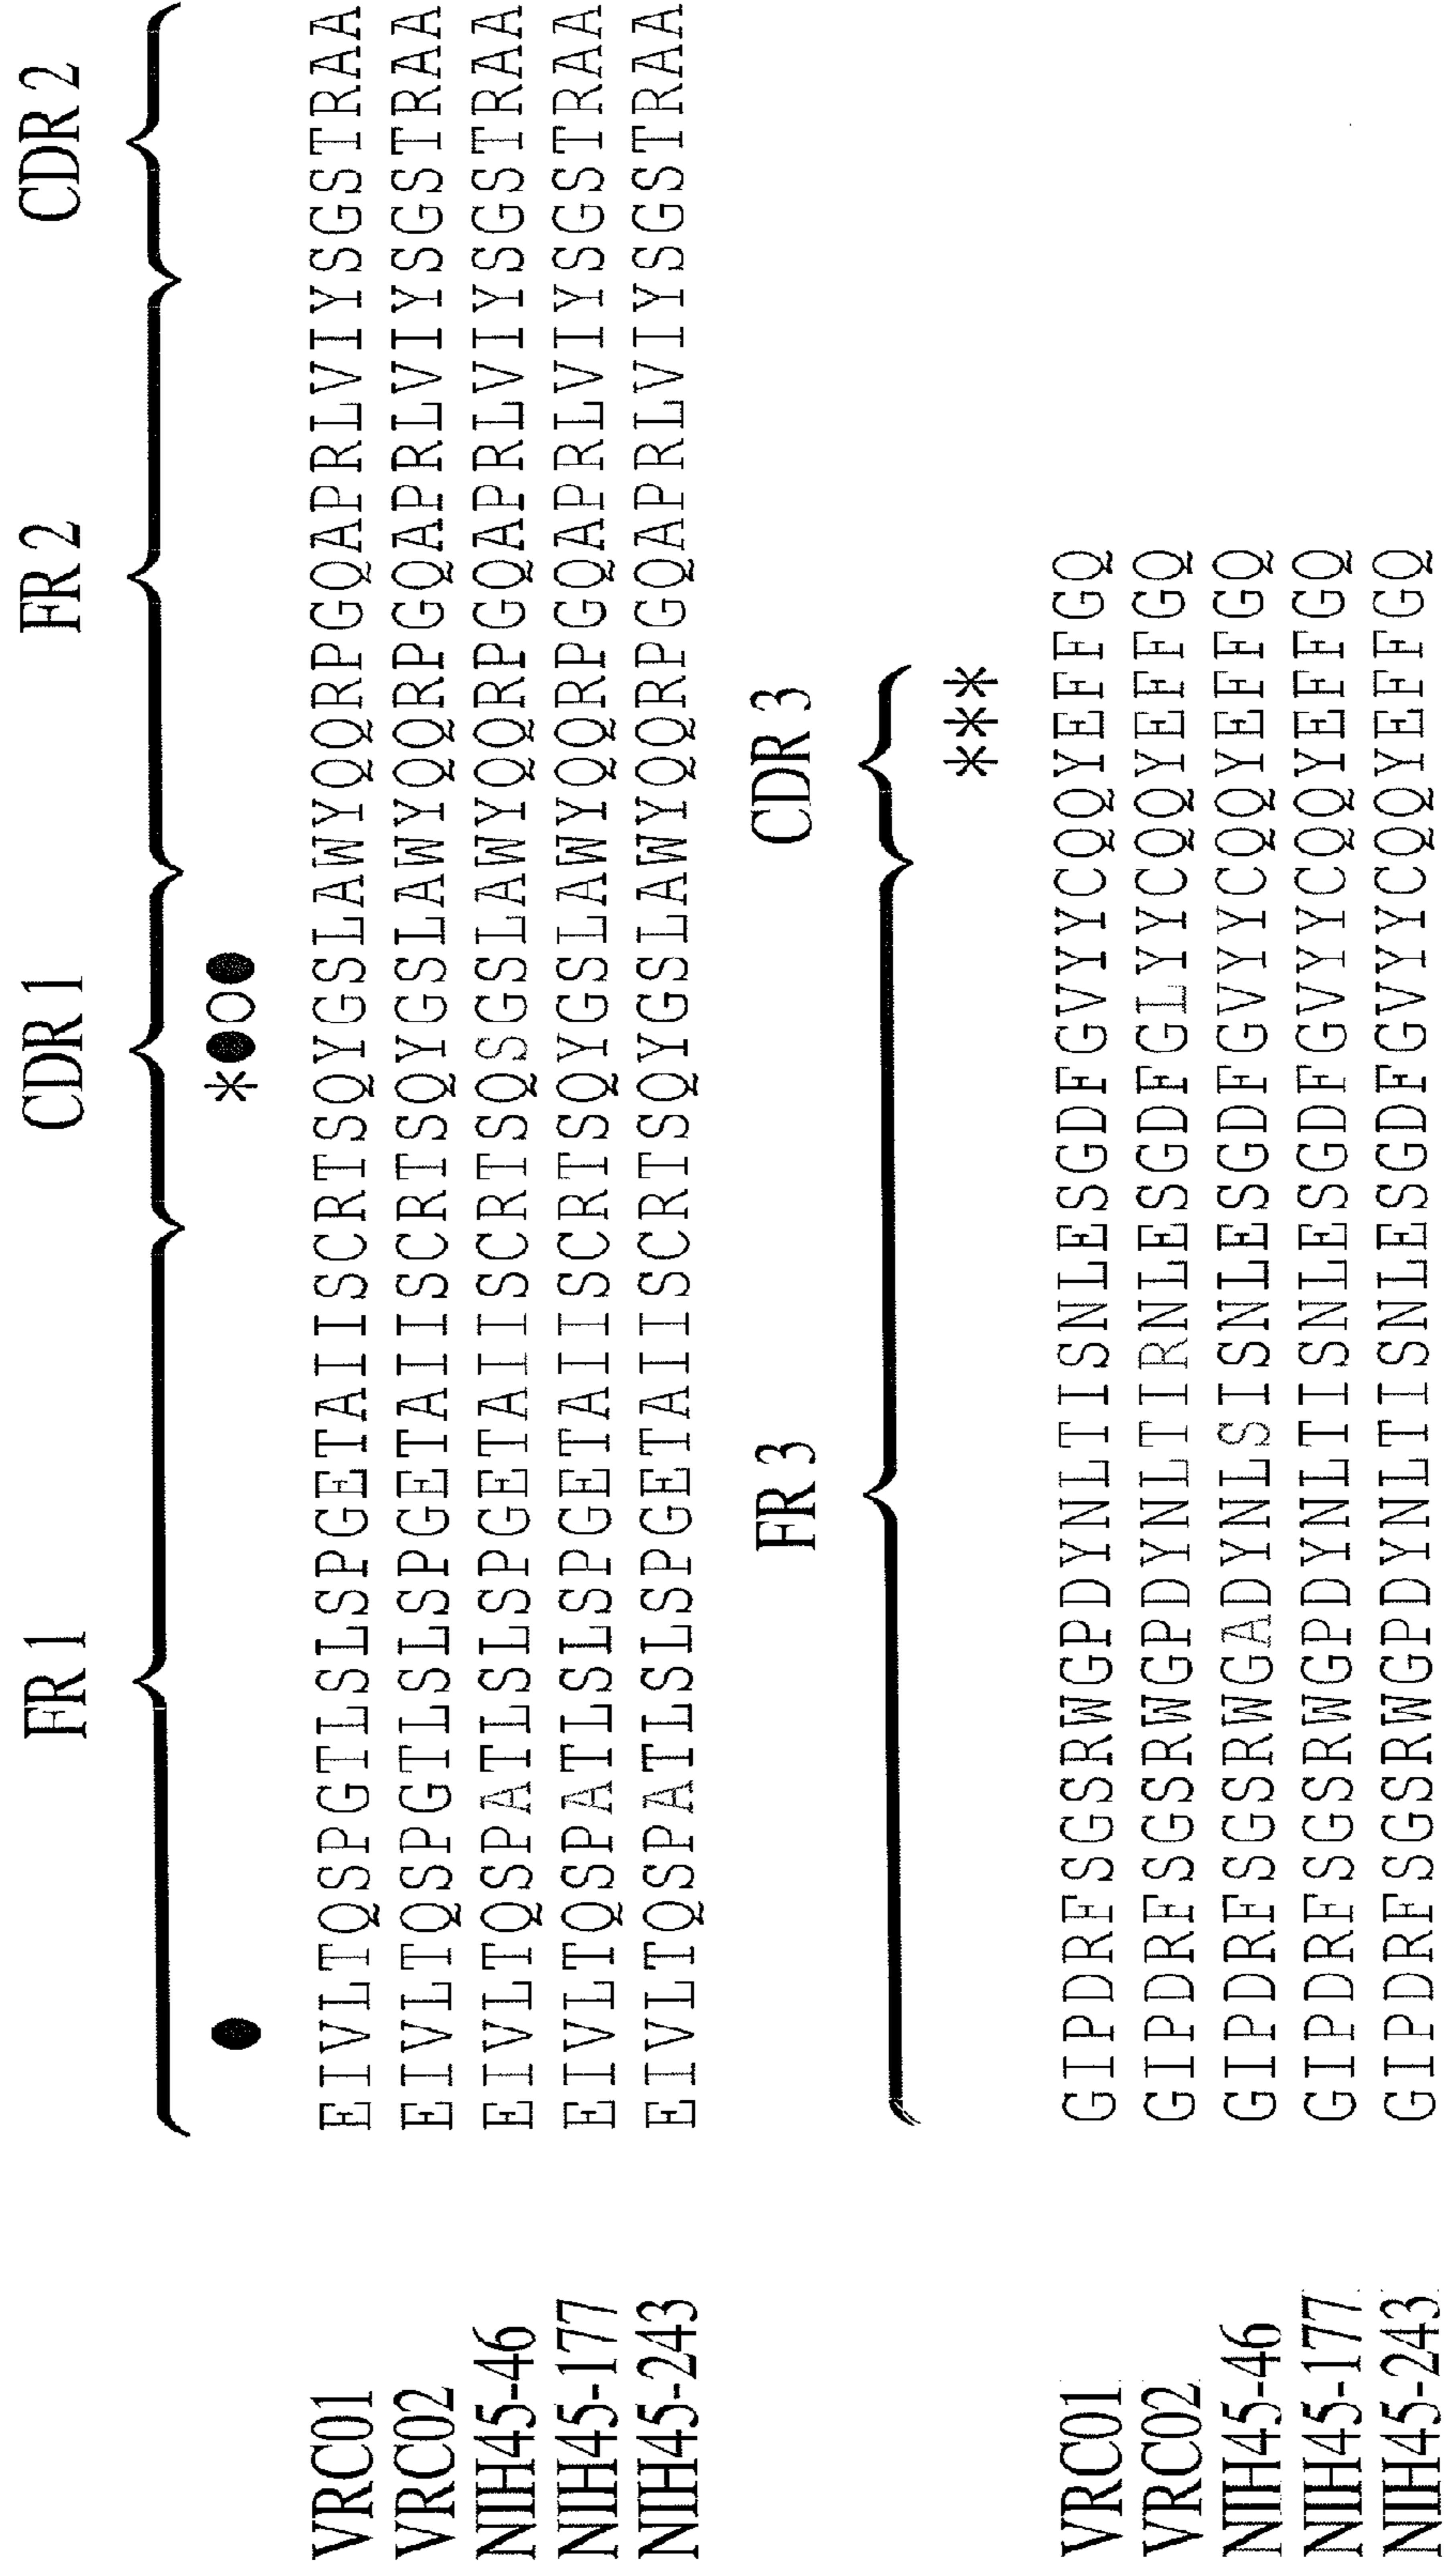 FR 1 CDR 1 FR 2 CDR 2
● *●○●
VRC01 EIVLTQSPGTLSLSPGETAIISCRTSQYGSLAWYQQRPGQAPRLVIYSGSTRAA
VRC02 EIVLTQSPGTLSLSPGETAIISCRTSQYGSLAWYQQRPGQAPRLVIYSGSTRAA
NIH45-46 EIVLTQSPATLSLSPGETAIISCRTSQSGSLAWYQQRPGQAPRLVIYSGSTRAA
NIH45-177 EIVLTQSPATLSLSPGETAIISCRTSQYGSLAWYQQRPGQAPRLVIYSGSTRAA
NIH45-243 EIVLTQSPATLSLSPGETAIISCRTSQYGSLAWYQQRPGQAPRLVIYSGSTRAA
FR 3 CDR 3
***
VRC01 GIPDRFSGSRWGPDYNLTISNLESGDFGVYYCQQYEFFGQ
VRC02 GIPDRFSGSRWGPDYNLTIRNLESGDFGLYYCQQYEFFGQ
NIH45-46 GIPDRFSGSRWGADYNLSISNLESGDFGVYYCQQYEFFGQ
NIH45-177 GIPDRFSGSRWGPDYNLTISNLESGDFGVYYCQQYEFFGQ
NIH45-243 GIPDRFSGSRWGPDYNLTISNLESGDFGVYYCQQYEFFGQ